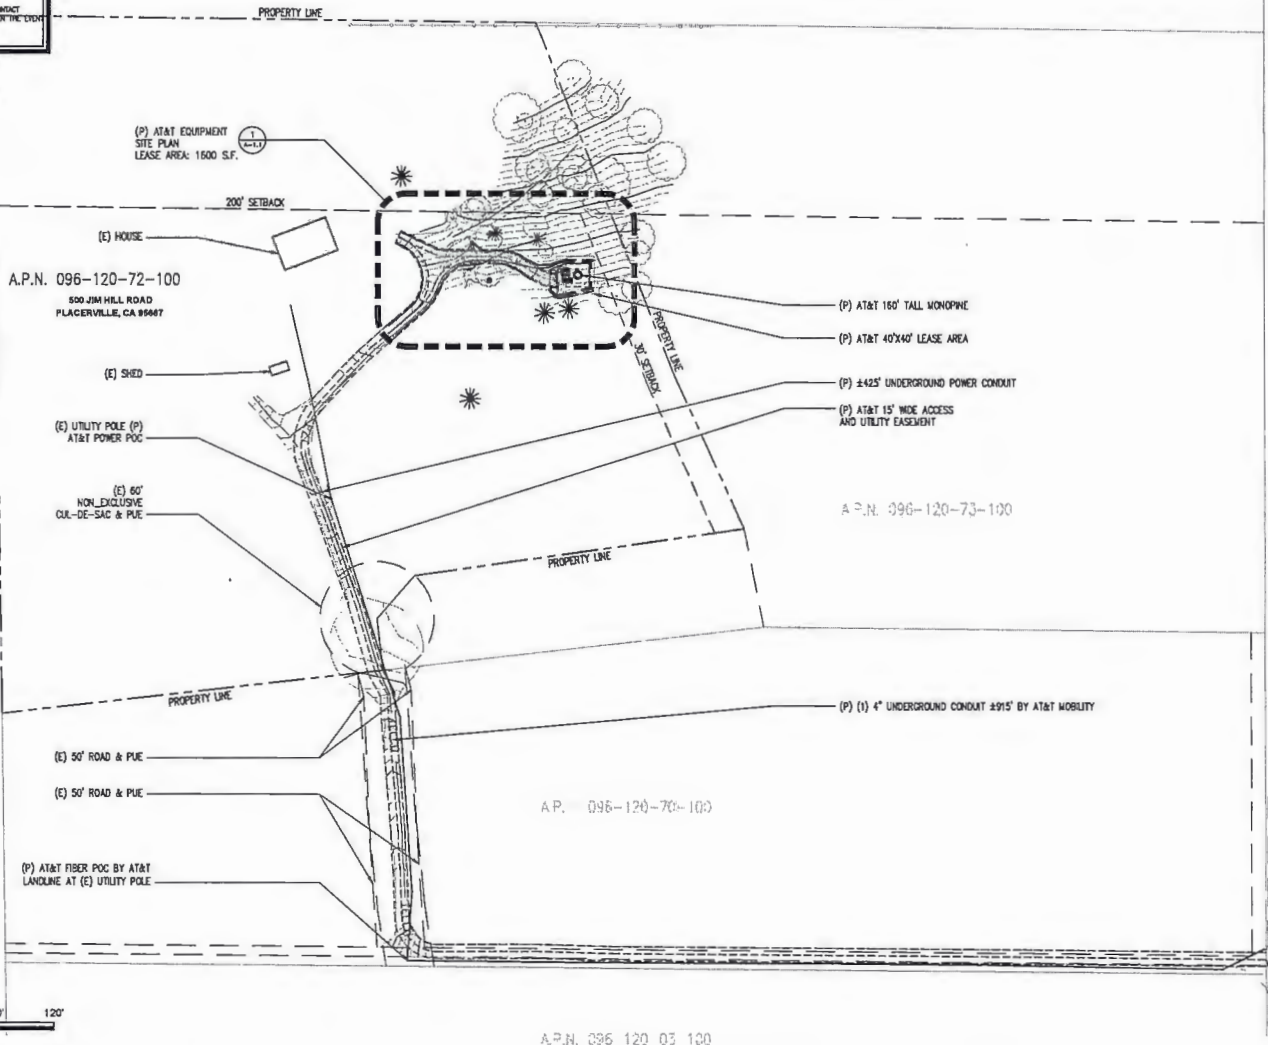 PROPERTY LINE
(P) AT&T EQUIPMENT
SITE PLAN
LEASE AREA: 1600 S.F.
1
A-1.1
200' SETBACK
(E) HOUSE
A.P.N. 096-120-72-100
500 JIM HILL ROAD
PLACERVILLE, CA 95667
(P) AT&T 160' TALL MONOPINE
(P) AT&T 40'X40' LEASE AREA
PROPERTY LINE
30' SETBACK
(E) SHED
(P) ±425' UNDERGROUND POWER CONDUIT
(P) AT&T 15' WIDE ACCESS
AND UTILITY EASEMENT
(E) UTILITY POLE (P)
AT&T POWER POC
(E) 60'
NON_EXCLUSIVE
CUL-DE-SAC & PUE
A.P.N. 096-120-73-100
PROPERTY LINE
PROPERTY LINE
(P) (1) 4" UNDERGROUND CONDUIT ±915' BY AT&T MOBILITY
(E) 50' ROAD & PUE
(E) 50' ROAD & PUE
A.P. 096-120-70-100
(P) AT&T FIBER POC BY AT&T
LANDLINE AT (E) UTILITY POLE
120'
A.P.N. 096 120 03 100